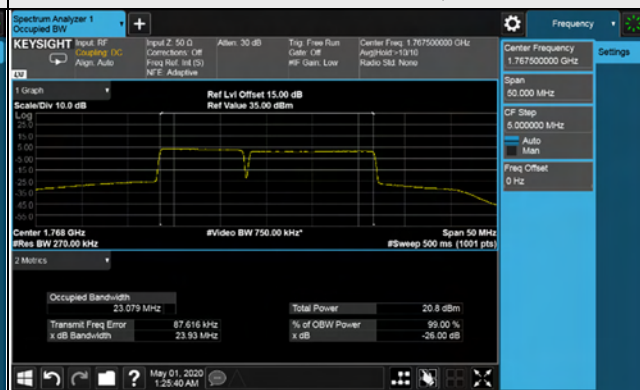 Spectrum Analyzer 1
Occupied BW
Frequency
KEYSIGHT
Input: RF
Coupling: DC
Align: Auto
Input Z: 50 Ω
Corrections: Off
Freq Ref: Int (S)
NFE: Adaptive
Atten: 30 dB
Trig: Free Run
Gate: Off
#IF Gain: Low
Center Freq: 1.767500000 GHz
Avg|Hold:>10/10
Radio Std: None
Center Frequency
1.767500000 GHz
Settings
Span
50.000 MHz
CF Step
5.000000 MHz
Auto
Man
Freq Offset
0 Hz
1 Graph
Scale/Div 10.0 dB
Ref Lvl Offset 15.00 dB
Ref Value 35.00 dBm
Log
25.0
15.0
5.00
-5.00
-15.0
-25.0
-35.0
-45.0
-55.0
Center 1.768 GHz
#Res BW 270.00 kHz
#Video BW 750.00 kHz*
Span 50 MHz
#Sweep 500 ms (1001 pts)
2 Metrics
Occupied Bandwidth
23.079 MHz
Total Power 20.8 dBm
Transmit Freq Error 87.616 kHz
% of OBW Power 99.00 %
x dB Bandwidth 23.93 MHz
x dB -26.00 dB
May 01, 2020
1:25:40 AM